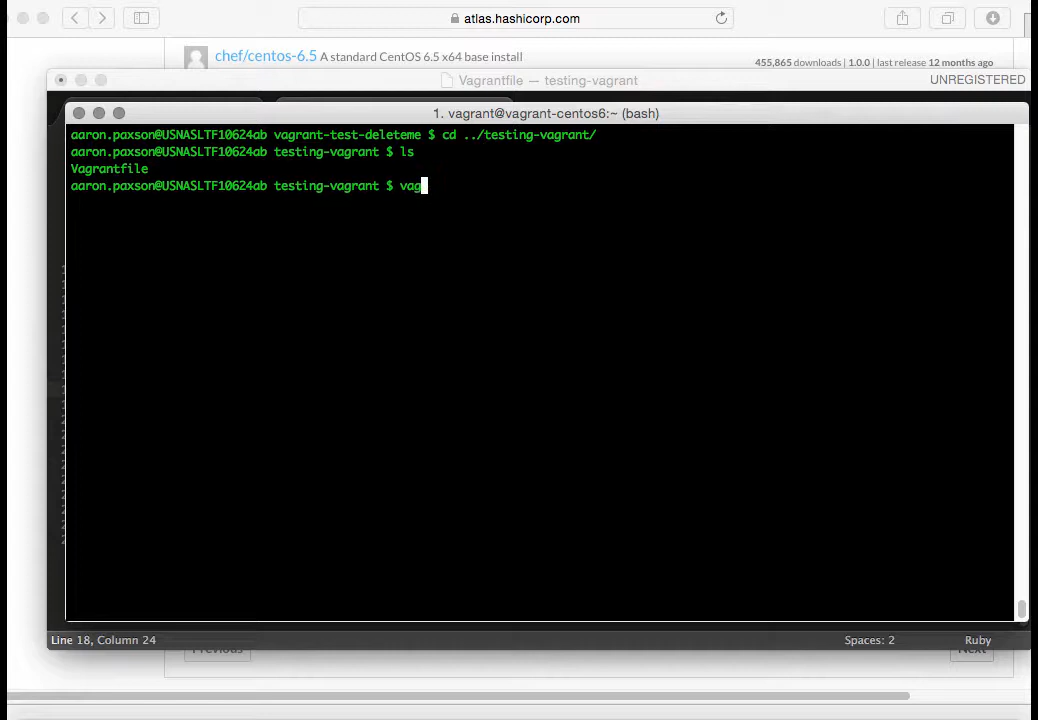 atlas.hashicorp.com
chef/centos-6.5 A standard CentOS 6.5 x64 base install
455,865 downloads | 1.0.0 | last release 12 months ago
Vagrantfile — testing-vagrant
UNREGISTERED
1. vagrant@vagrant-centos6:~ (bash)
aaron.paxson@USNASLTF10624ab vagrant-test-deleteme $ cd ../testing-vagrant/
aaron.paxson@USNASLTF10624ab testing-vagrant $ ls
Vagrantfile
aaron.paxson@USNASLTF10624ab testing-vagrant $ vag
Line 18, Column 24
Spaces: 2
Ruby
Previous
Next